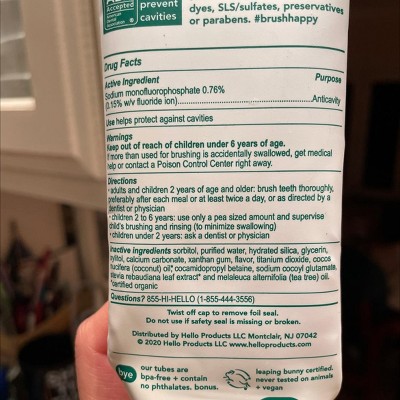 Accepted
American
Dental
Association
®
prevent
cavities
dyes, SLS/sulfates, preservatives
or parabens. #brushhappy
Drug Facts
Active Ingredient Purpose
Sodium monofluorophosphate 0.76%
(0.15% w/v fluoride ion)..................Anticavity
Use helps protect against cavities
Warnings
Keep out of reach of children under 6 years of age.
If more than used for brushing is accidentally swallowed, get medical
help or contact a Poison Control Center right away.
Directions
• adults and children 2 years of age and older: brush teeth thoroughly,
preferably after each meal or at least twice a day, or as directed by a
dentist or physician
• children 2 to 6 years: use only a pea sized amount and supervise
child's brushing and rinsing (to minimize swallowing)
• children under 2 years: ask a dentist or physician
Inactive ingredients sorbitol, purified water, hydrated silica, glycerin,
xylitol, calcium carbonate, xanthan gum, flavor, titanium dioxide, cocos
nucifera (coconut) oil,* cocamidopropyl betaine, sodium cocoyl glutamate,
stevia rebaudiana leaf extract* and melaleuca alternifolia (tea tree) oil.
*certified organic
Questions? 855-HI-HELLO (1-855-444-3556)
Twist off cap to remove foil seal.
Do not use if safety seal is missing or broken.
Distributed by Hello Products LLC Montclair, NJ 07042
© 2020 Hello Products LLC www.helloproducts.com
bye
our tubes are
bpa-free + contain
no phthalates. bonus.
leaping bunny certified.
never tested on animals
+ vegan